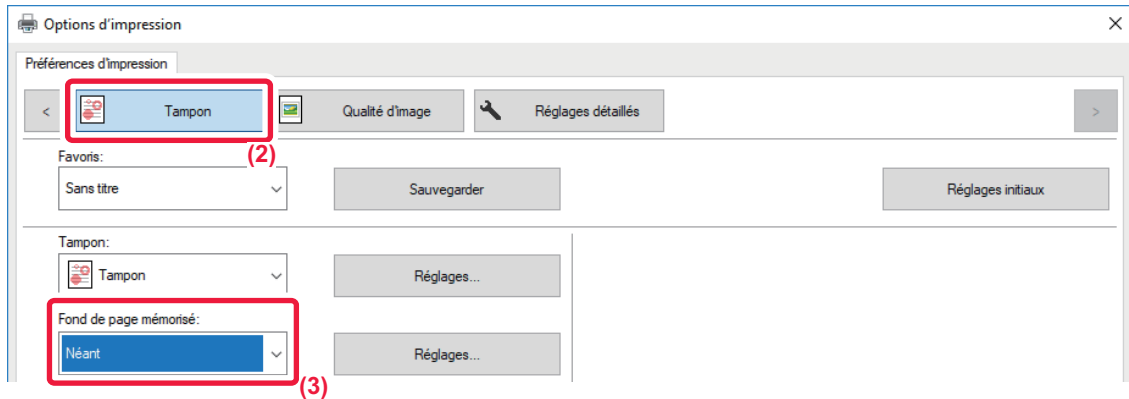 Options d'impression
Préférences d'impression
< Tampon Qualité d'image Réglages détaillés >
(2)
Favoris:
Sans titre Sauvegarder Réglages initiaux
Tampon:
Tampon Réglages...
Fond de page mémorisé:
Néant Réglages...
(3)